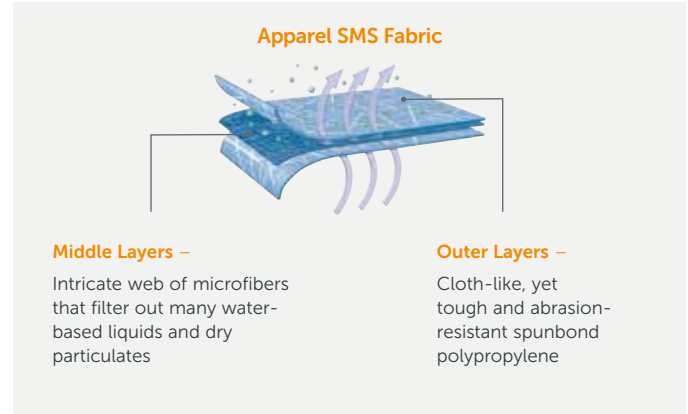 Apparel SMS Fabric
Middle Layers –
Intricate web of microfibers
that filter out many water-
based liquids and dry
particulates
Outer Layers –
Cloth-like, yet
tough and abrasion-
resistant spunbond
polypropylene